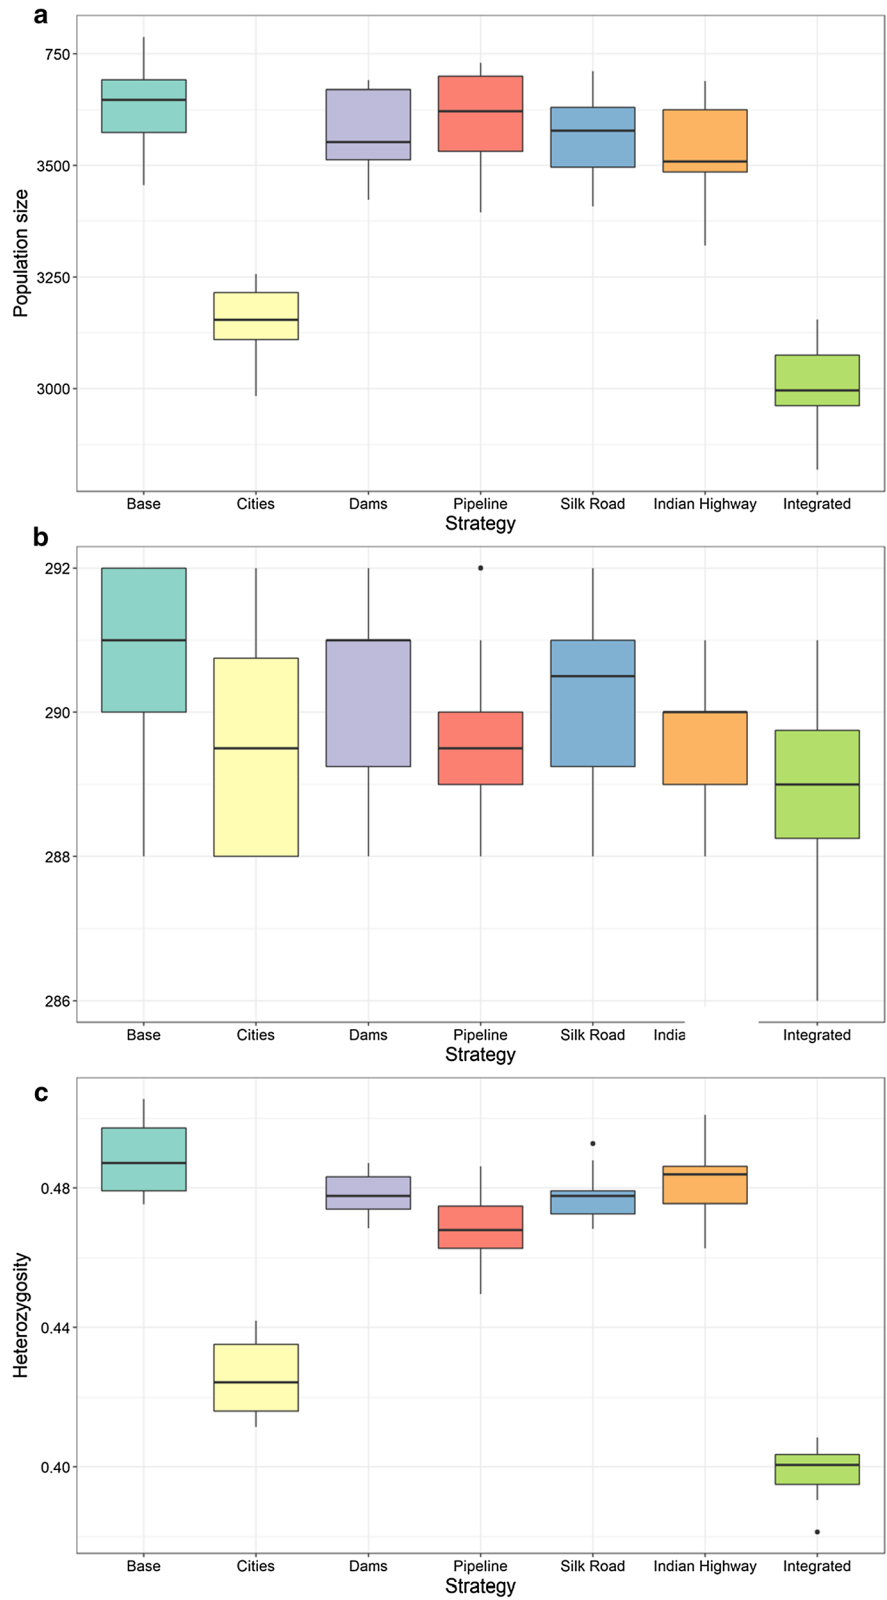 a
750
3500
3250
3000
Population size
Base Cities Dams Pipeline Silk Road Indian Highway Integrated
Strategy
b
292
290
288
286
Base Cities Dams Pipeline Silk Road India Integrated
Strategy
c
0.48
0.44
0.40
Heterozygosity
Base Cities Dams Pipeline Silk Road Indian Highway Integrated
Strategy